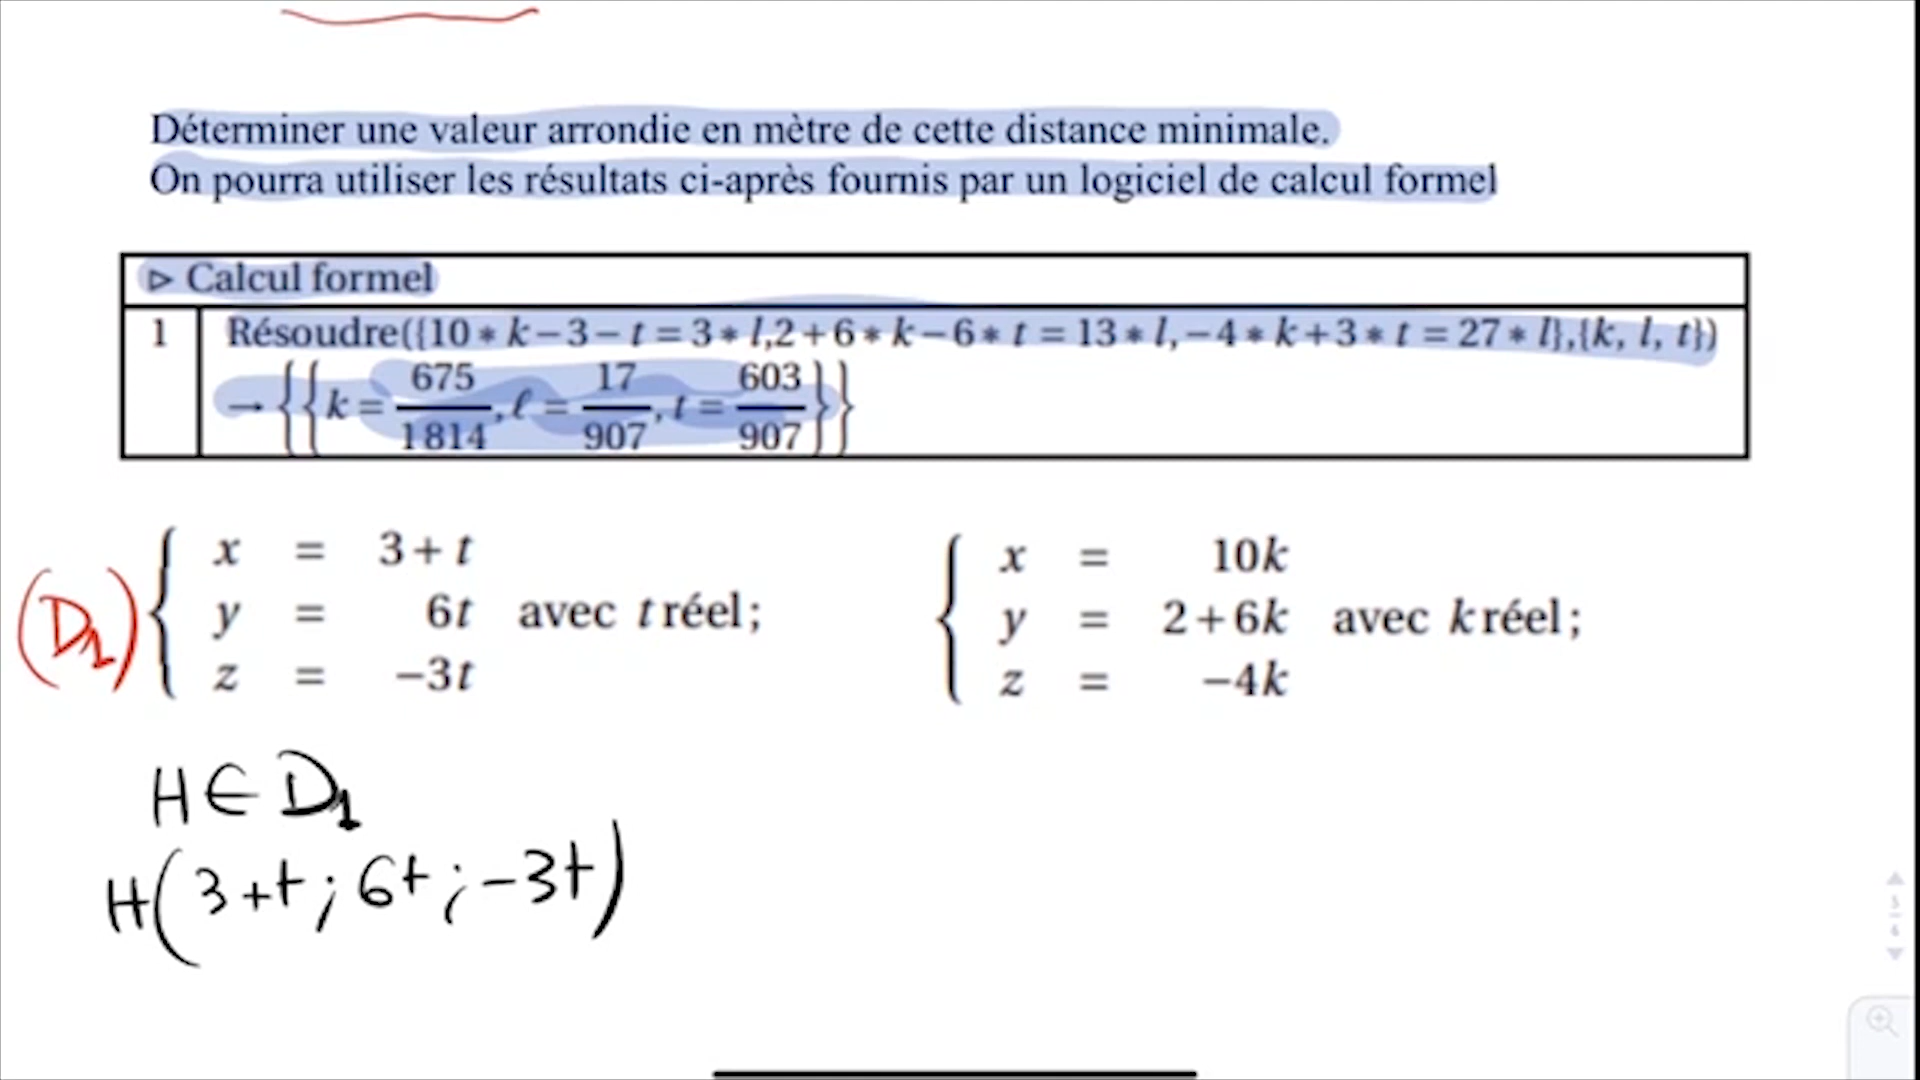 Déterminer une valeur arrondie en mètre de cette distance minimale.
On pourra utiliser les résultats ci-après fournis par un logiciel de calcul formel
▷ Calcul formel
1 Résoudre({10 * k − 3 − t = 3 * l,2 + 6 * k − 6 * t = 13 * l,−4 * k + 3 * t = 27 * l},{k, l, t})
→ {{k = 675/1814, ℓ = 17/907, t = 603/907}}
(D1) { x = 3 + t
y = 6t avec t réel ;
z = −3t
{ x = 10k
y = 2 + 6k avec k réel ;
z = −4k
H ∈ D1
H(3+t ; 6t ; −3t)
5
6